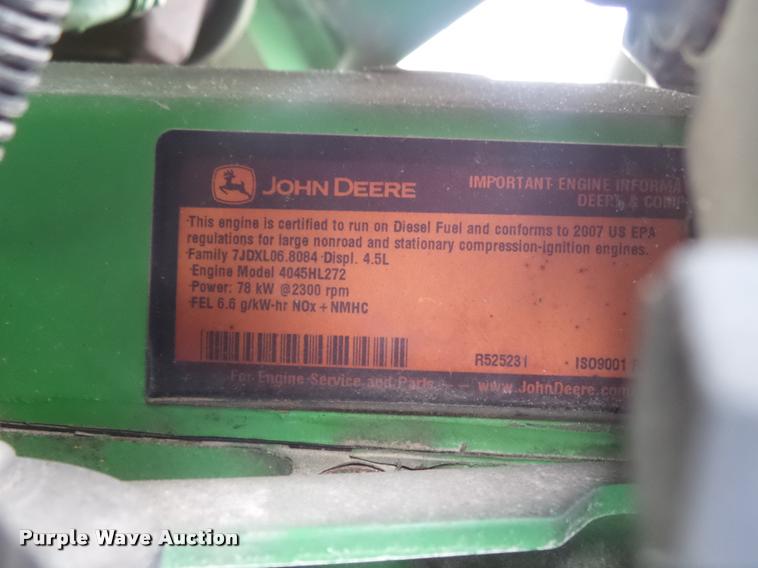 JOHN DEERE
IMPORTANT ENGINE
DEERE & 
This engine is certified to run on Diesel Fuel and conforms to 2007 US EPA
regulations for large nonroad and stationary compression-ignition engines.
Family 7JDXL06.8084 Displ. 4.5L
Engine Model 4045HL272
Power: 78 kW @2300 rpm
FEL 6.6 g/kW-hr NOx + NMHC
R525231 ISO9001
For Engine Service and Parts www.JohnDeere.com
Purple Wave Auction